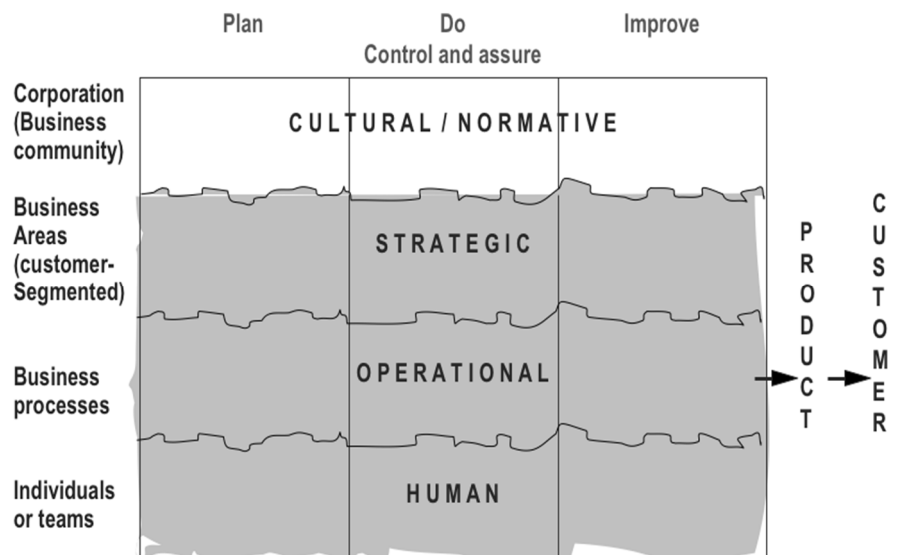 Plan
Do
Control and assure
Improve
Corporation
(Business
community)
CULTURAL / NORMATIVE
Business
Areas
(customer-
Segmented)
STRATEGIC
Business
processes
OPERATIONAL
Individuals
or teams
HUMAN
PRODUCT
CUSTOMER